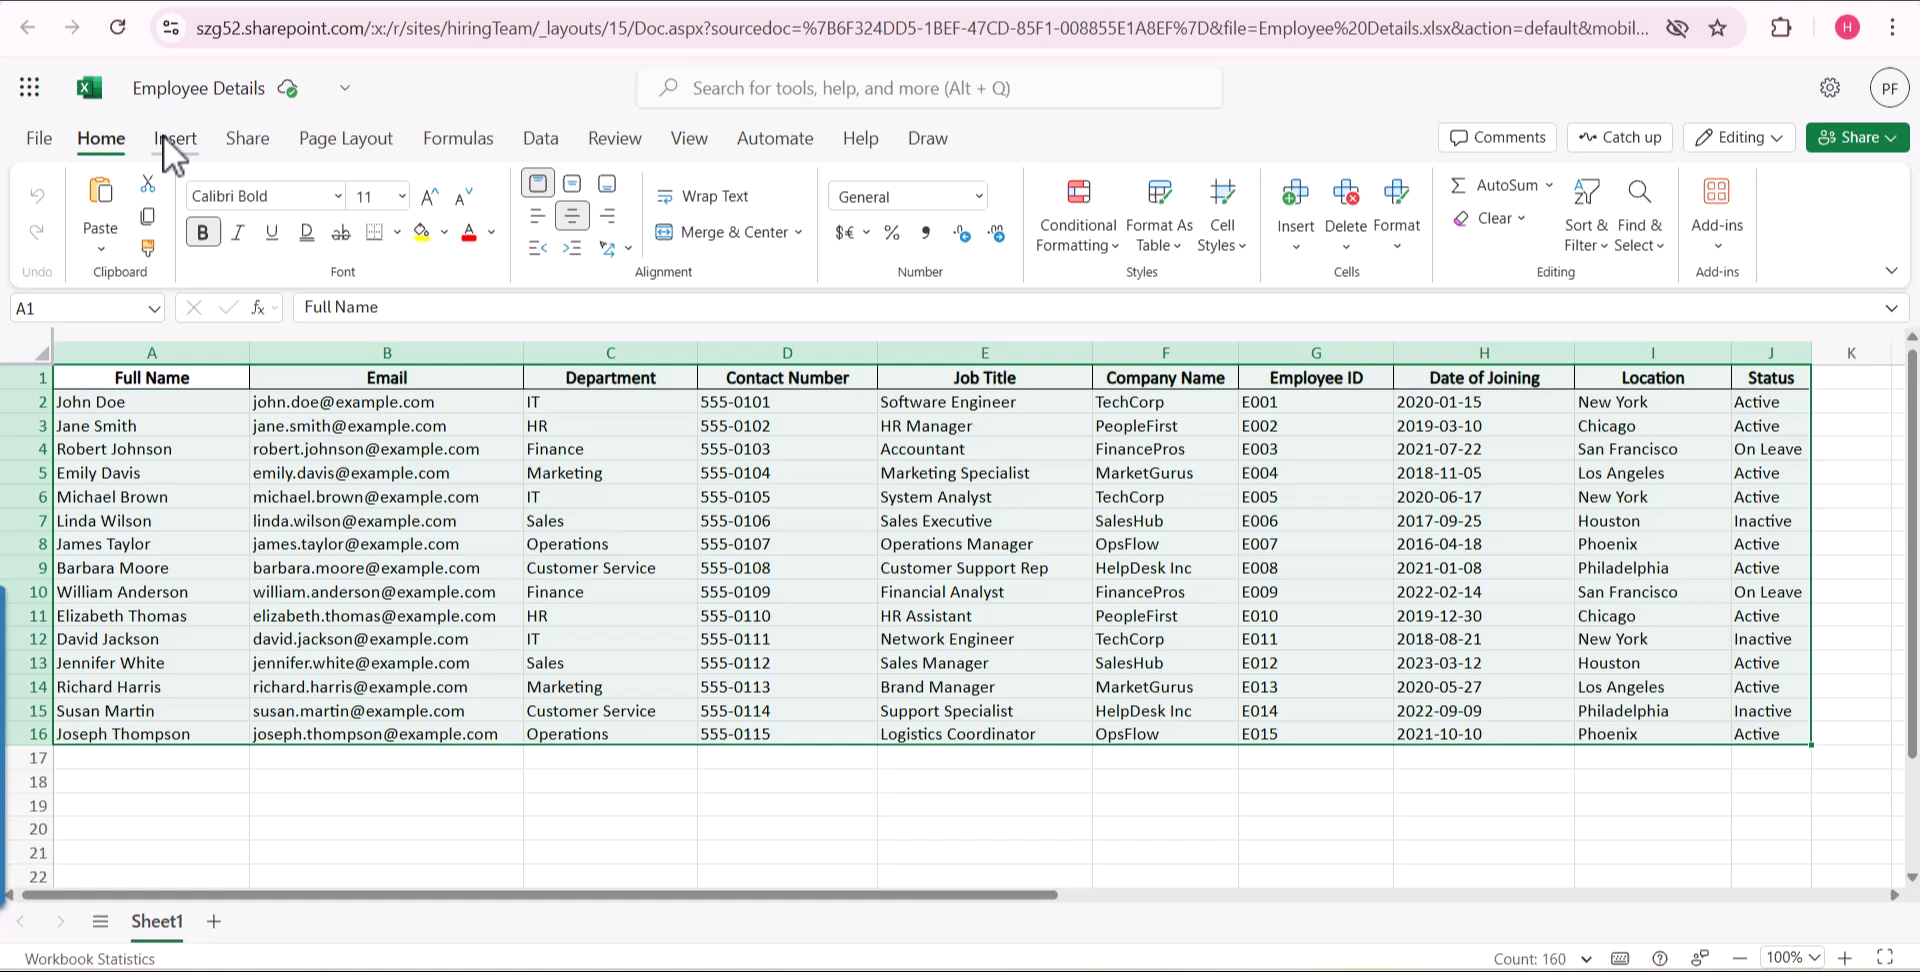 szg52.sharepoint.com/:x:/r/sites/hiringTeam/_layouts/15/Doc.aspx?sourcedoc=%7B6F324DD5-1BEF-47CD-85F1-008855E1A8EF%7D&file=Employee%20Details.xlsx&action=default&mobil... H
Employee Details Search for tools, help, and more (Alt + Q) PF
File Home Insert Share Page Layout Formulas Data Review View Automate Help Draw Comments Catch up Editing Share
Paste Calibri Bold 11 Wrap Text General Conditional Formatting Format As Table Cell Styles Insert Delete Format AutoSum Clear Sort & Filter Find & Select Add-ins
B I U D ab A Merge & Center $€ % 9
Undo Clipboard Font Alignment Number Styles Cells Editing Add-ins
A1 fx Full Name
A B C D E F G H I J K
1 Full Name Email Department Contact Number Job Title Company Name Employee ID Date of Joining Location Status
2 John Doe john.doe@example.com IT 555-0101 Software Engineer TechCorp E001 2020-01-15 New York Active
3 Jane Smith jane.smith@example.com HR 555-0102 HR Manager PeopleFirst E002 2019-03-10 Chicago Active
4 Robert Johnson robert.johnson@example.com Finance 555-0103 Accountant FinancePros E003 2021-07-22 San Francisco On Leave
5 Emily Davis emily.davis@example.com Marketing 555-0104 Marketing Specialist MarketGurus E004 2018-11-05 Los Angeles Active
6 Michael Brown michael.brown@example.com IT 555-0105 System Analyst TechCorp E005 2020-06-17 New York Active
7 Linda Wilson linda.wilson@example.com Sales 555-0106 Sales Executive SalesHub E006 2017-09-25 Houston Inactive
8 James Taylor james.taylor@example.com Operations 555-0107 Operations Manager OpsFlow E007 2016-04-18 Phoenix Active
9 Barbara Moore barbara.moore@example.com Customer Service 555-0108 Customer Support Rep HelpDesk Inc E008 2021-01-08 Philadelphia Active
10 William Anderson william.anderson@example.com Finance 555-0109 Financial Analyst FinancePros E009 2022-02-14 San Francisco On Leave
11 Elizabeth Thomas elizabeth.thomas@example.com HR 555-0110 HR Assistant PeopleFirst E010 2019-12-30 Chicago Active
12 David Jackson david.jackson@example.com IT 555-0111 Network Engineer TechCorp E011 2018-08-21 New York Inactive
13 Jennifer White jennifer.white@example.com Sales 555-0112 Sales Manager SalesHub E012 2023-03-12 Houston Active
14 Richard Harris richard.harris@example.com Marketing 555-0113 Brand Manager MarketGurus E013 2020-05-27 Los Angeles Active
15 Susan Martin susan.martin@example.com Customer Service 555-0114 Support Specialist HelpDesk Inc E014 2022-09-09 Philadelphia Inactive
16 Joseph Thompson joseph.thompson@example.com Operations 555-0115 Logistics Coordinator OpsFlow E015 2021-10-10 Phoenix Active
17
18
19
20
21
22
Sheet1
Workbook Statistics Count: 160 100%